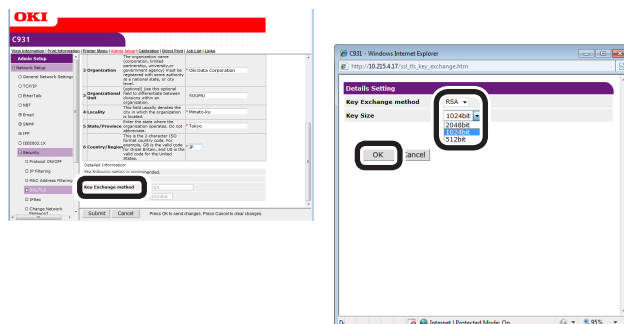 OKI
C931
View Information | Print Information | Printer Menu | Admin Setup | Calibration | Direct Print | Job List | Links
Admin Setup
Network Setup
General Network Settings
TCP/IP
EtherTalk
NBT
Email
SNMP
IPP
IEEE802.1X
Security
Protocol ON/OFF
IP Filtering
MAC Address Filtering
SSL/TLS
IPSec
Change Network
Password
3 Organization
The organization name
(corporation, limited
partnership, university,or
government agency) must be
registered with some authority
at a national, state, or city
level.
* Oki Data Corporation
Organizational
Unit
(optional) Use this optional
field to differentiate between
divisions within an
organization.
SOUMU
4 Locality
This field usually denotes the
city in which the organization
is located.
* Minato-ku
5 State/Province
Enter the state where the
organization operates. Do not
abbreviate.
* Tokyo
6 Country/Region
This is the 2-character ISO
format country code. For
example, GB is the valid code
for Great Britain, and US is the
valid code for the United
States.
* JP
Detailed Information:
The following setting is recommended.
Key Exchange method
RSA
1024bit
Submit Cancel Press OK to send changes. Press Cancel to clear changes.
C931 - Windows Internet Explorer
http://10.215.4.17/ssl_tls_key_exchange.htm
Details Setting
Key Exchange method RSA
Key Size 1024bit
2048bit
1024bit
512bit
OK Cancel
Internet | Protected Mode: On 95%